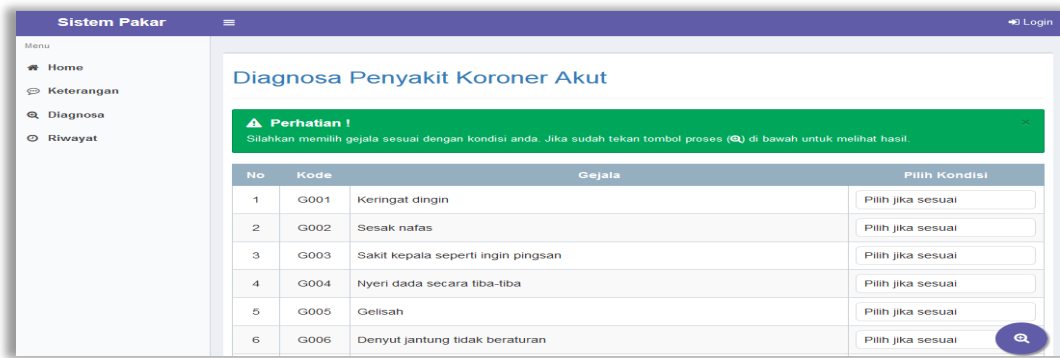 Sistem Pakar
Login
Menu
Home
Keterangan
Diagnosa
Riwayat
Diagnosa Penyakit Koroner Akut
Perhatian !
×
Silahkan memilih gejala sesuai dengan kondisi anda. Jika sudah tekan tombol proses () di bawah untuk melihat hasil.
No Kode Gejala Pilih Kondisi
1 G001 Keringat dingin Pilih jika sesuai
2 G002 Sesak nafas Pilih jika sesuai
3 G003 Sakit kepala seperti ingin pingsan Pilih jika sesuai
4 G004 Nyeri dada secara tiba-tiba Pilih jika sesuai
5 G005 Gelisah Pilih jika sesuai
6 G006 Denyut jantung tidak beraturan Pilih jika sesuai